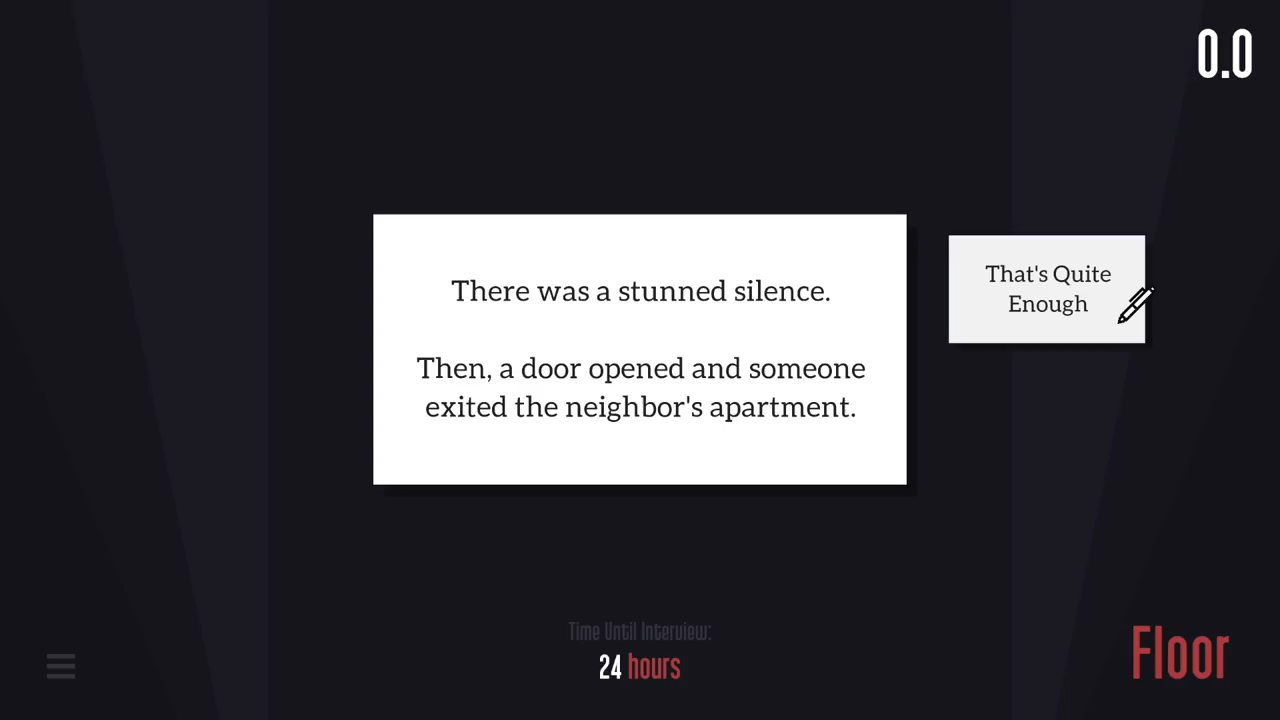 0.0
There was a stunned silence.
Then, a door opened and someone
exited the neighbor's apartment.
That's Quite
Enough
Time Until Interview:
24 hours
Floor